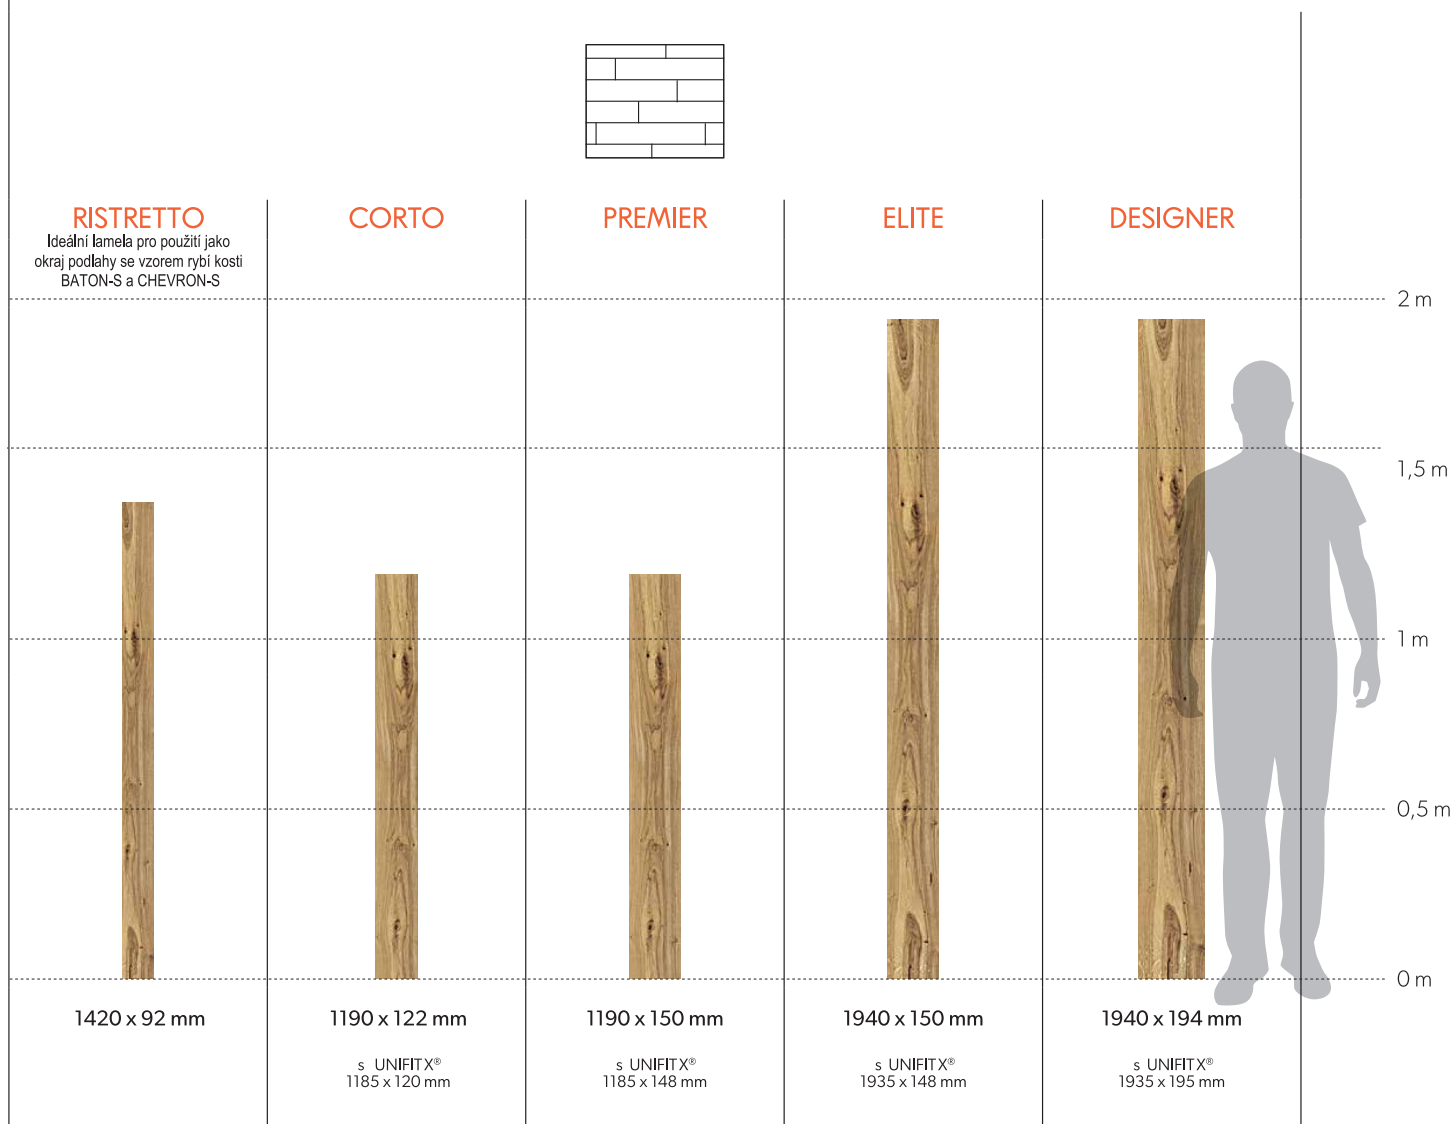 RISTRETTO
Ideální lamela pro použití jako
okraj podlahy se vzorem rybí kosti
BATON-S a CHEVRON-S
CORTO
PREMIER
ELITE
DESIGNER
2 m
1,5 m
1 m
0,5 m
0 m
1420 x 92 mm
1190 x 122 mm
s UNIFIT X®
1185 x 120 mm
1190 x 150 mm
s UNIFIT X®
1185 x 148 mm
1940 x 150 mm
s UNIFIT X®
1935 x 148 mm
1940 x 194 mm
s UNIFIT X®
1935 x 195 mm